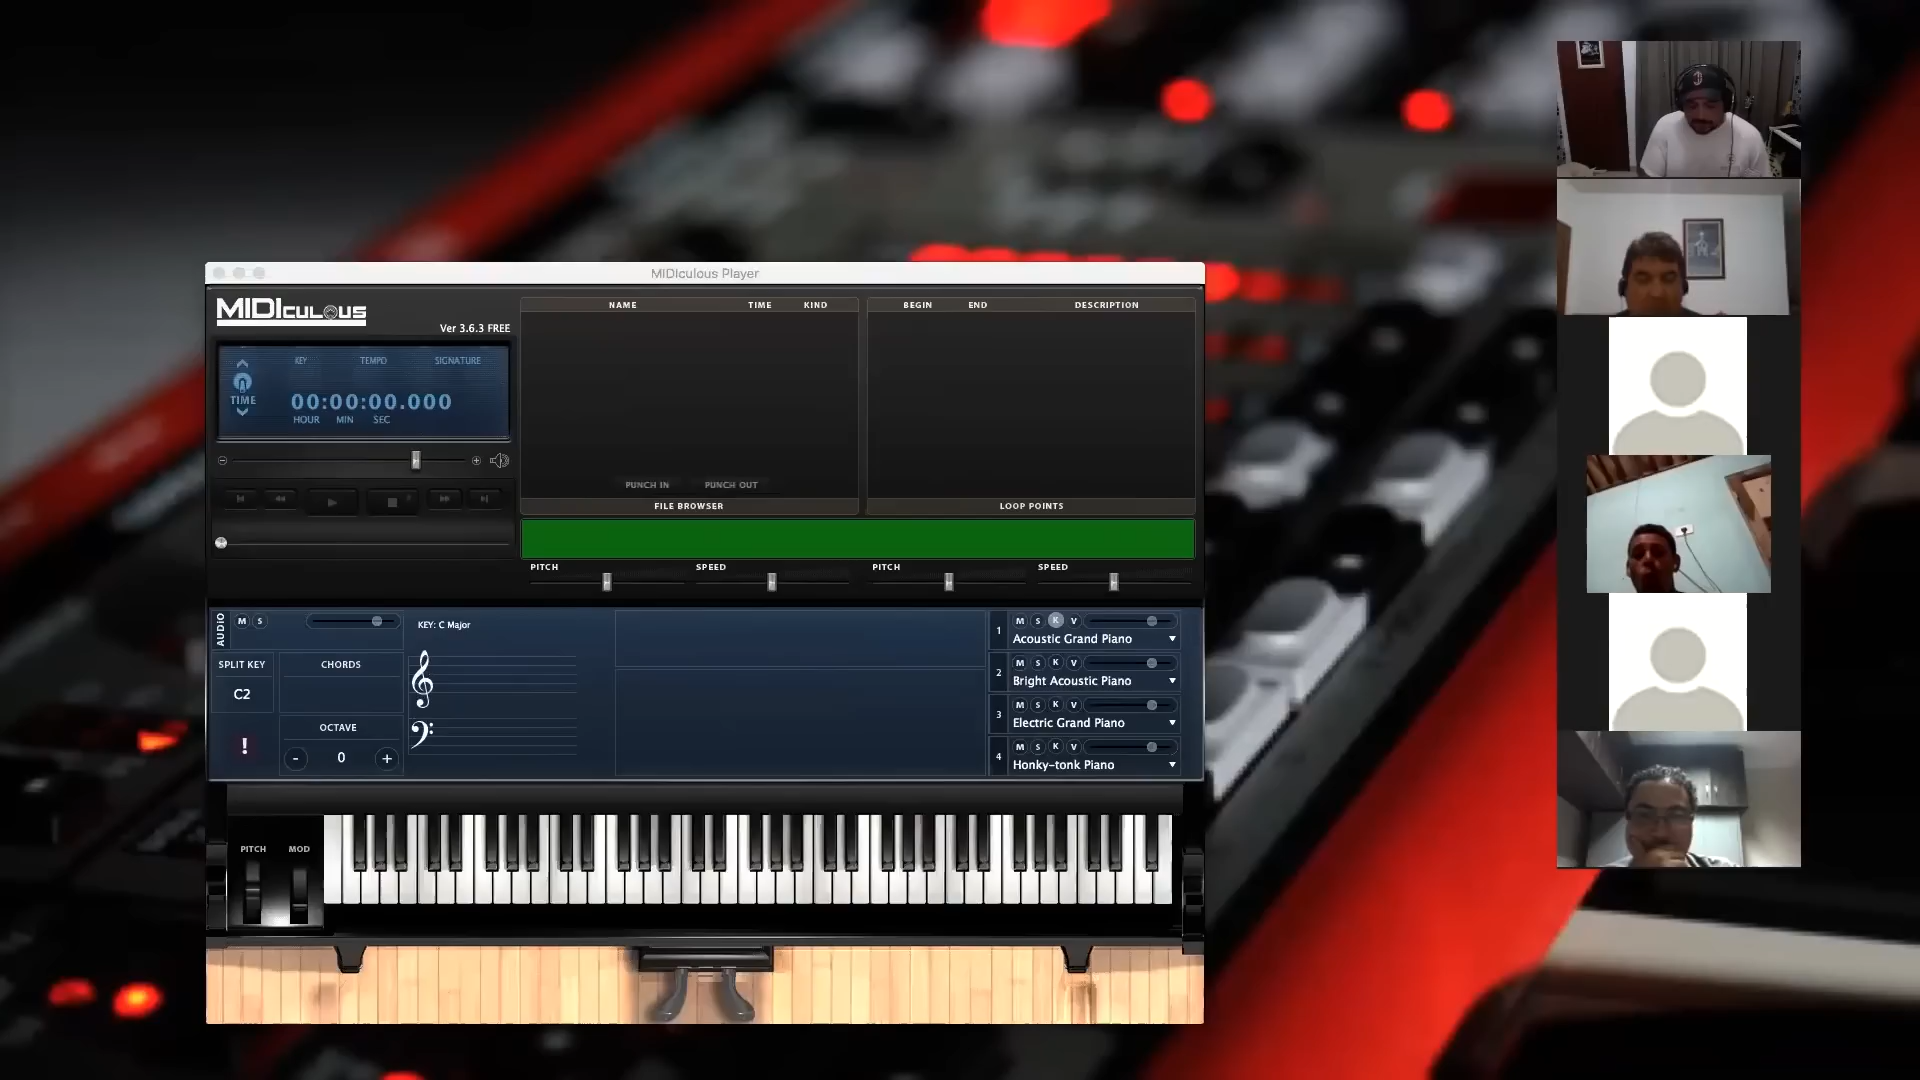 MIDIculous Player
MIDIculous
Ver 3.6.3 FREE
NAME TIME KIND
BEGIN END DESCRIPTION
KEY TEMPO SIGNATURE
TIME
00:00:00.000
HOUR MIN SEC
PUNCH IN PUNCH OUT
FILE BROWSER
LOOP POINTS
PITCH SPEED PITCH SPEED
AUDIO
M S
KEY: C Major
SPLIT KEY
C2
CHORDS
OCTAVE
- 0 +
!
1 M S K V
Acoustic Grand Piano
2 M S K V
Bright Acoustic Piano
3 M S K V
Electric Grand Piano
4 M S K V
Honky-tonk Piano
PITCH MOD